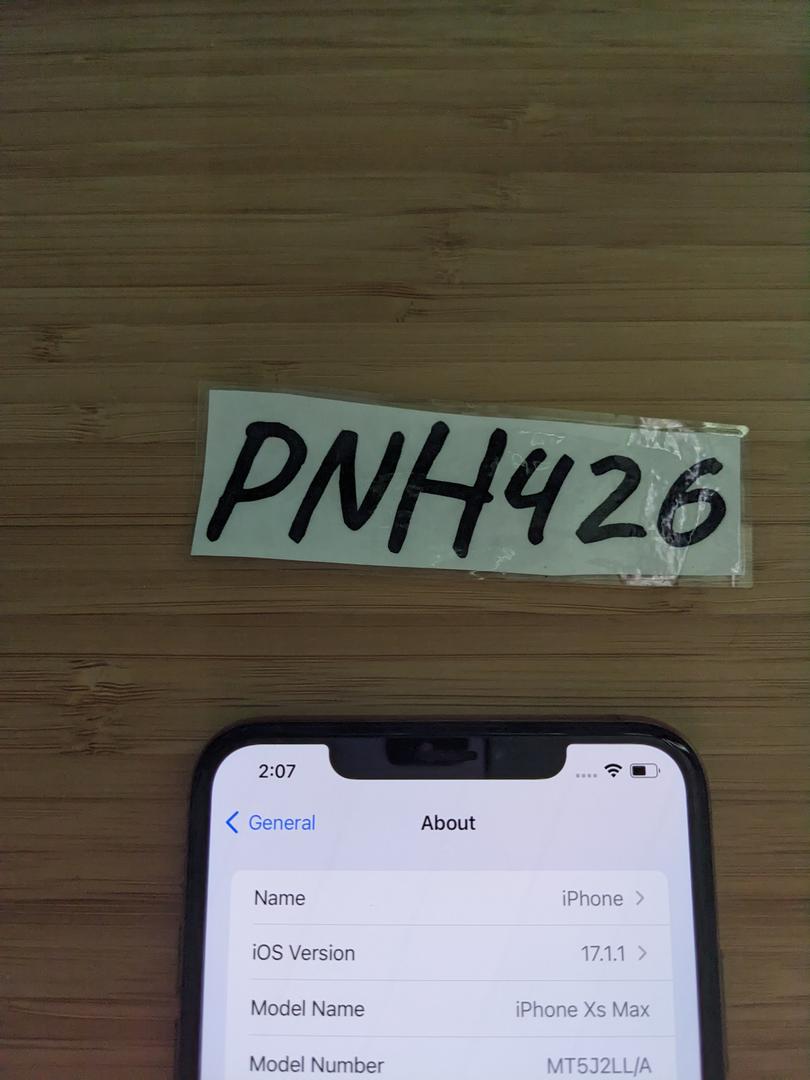 PNH426
2:07
General About
Name iPhone
iOS Version 17.1.1
Model Name iPhone Xs Max
Model Number MT5J2LL/A